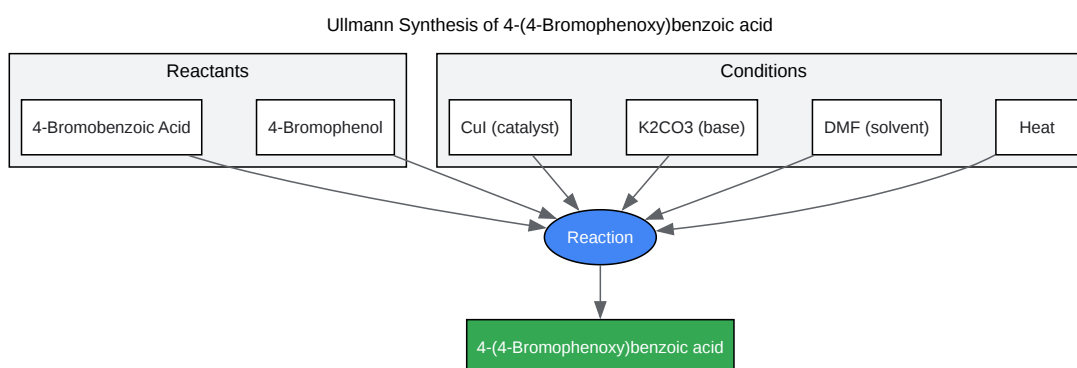 Ullmann Synthesis of 4-(4-Bromophenoxy)benzoic acid
Reactants
Conditions
4-Bromobenzoic Acid
4-Bromophenol
CuI (catalyst)
K2CO3 (base)
DMF (solvent)
Heat
Reaction
4-(4-Bromophenoxy)benzoic acid